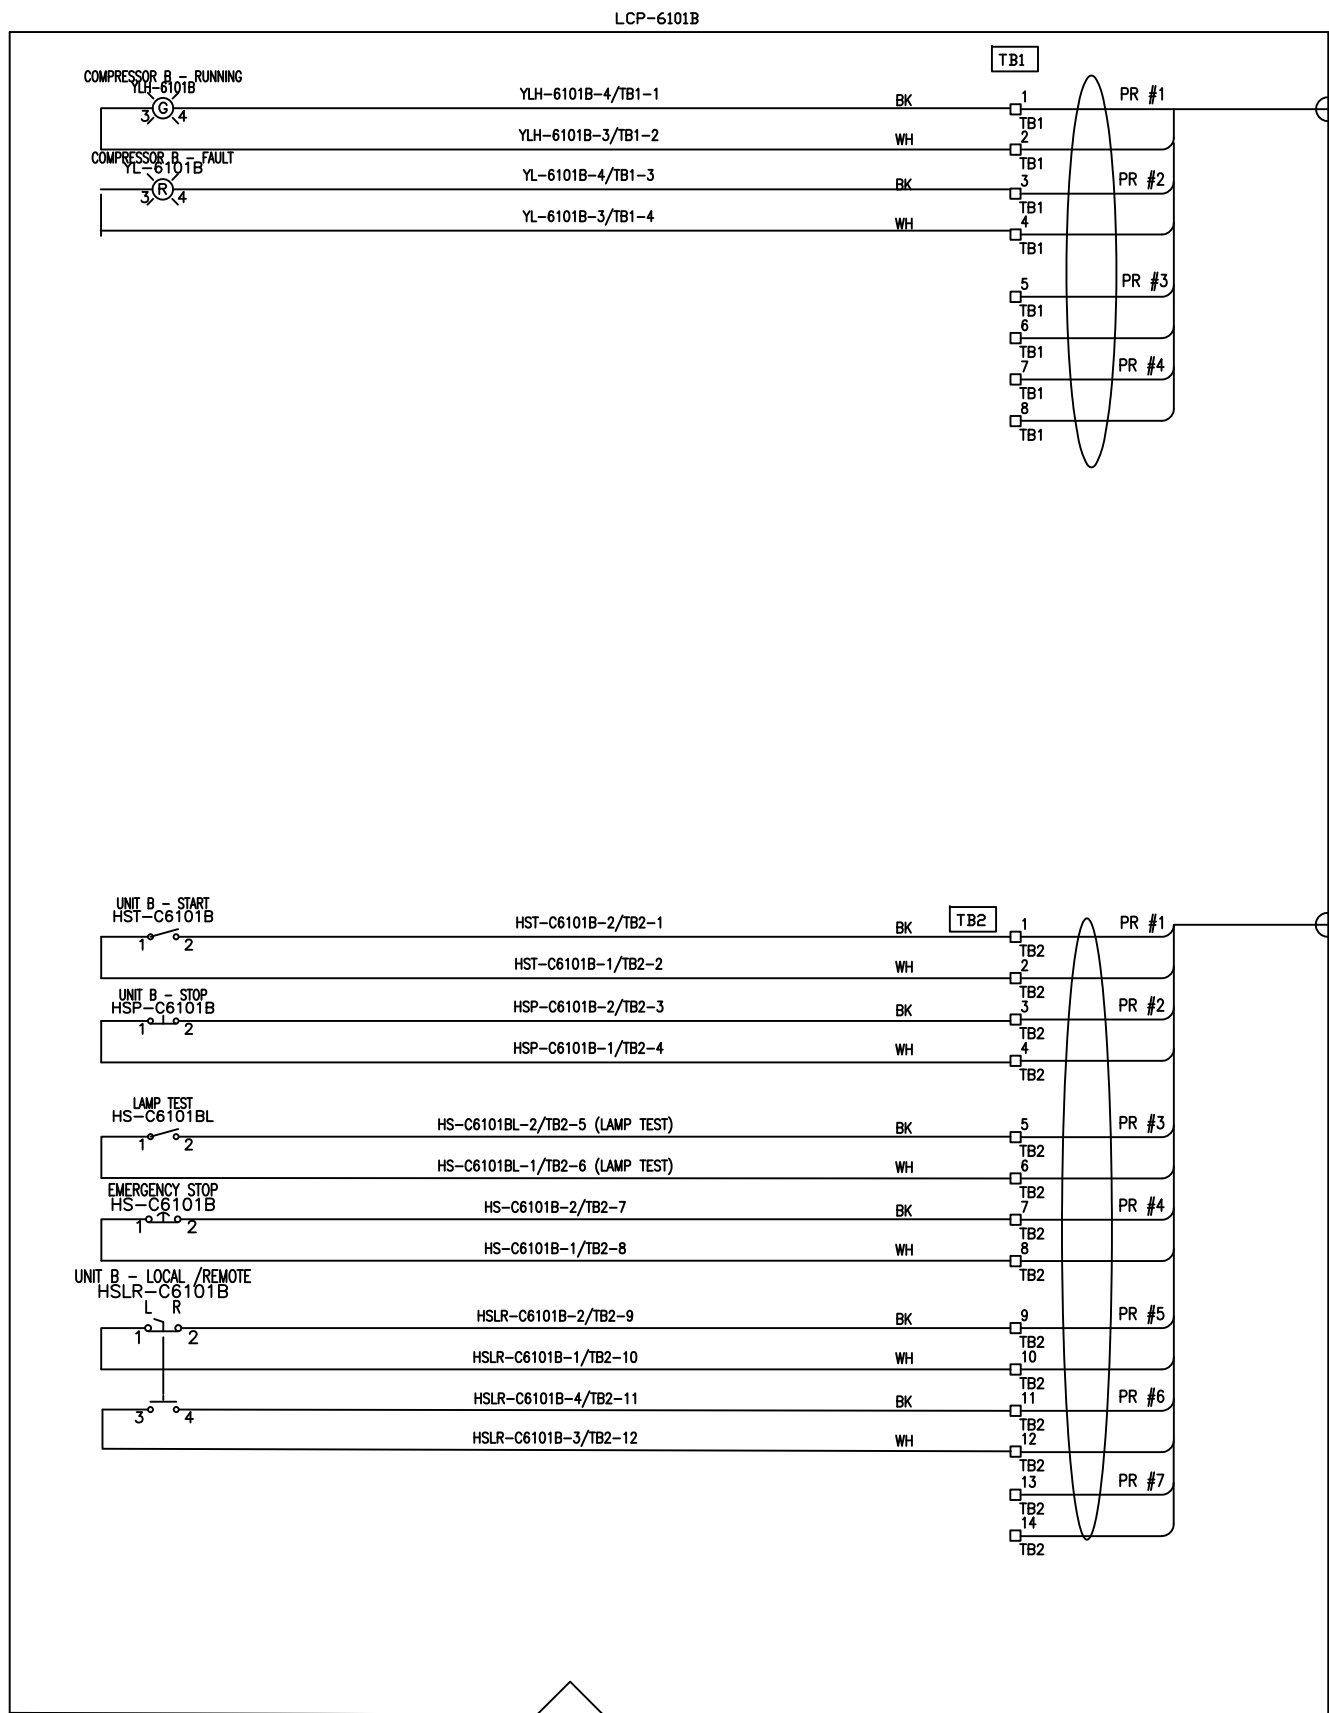 LCP-6101B
TB1
COMPRESSOR B - RUNNING
YLH-6101B
G
3 4
YLH-6101B-4/TB1-1 BK 1 PR #1
TB1
YLH-6101B-3/TB1-2 WH 2
TB1
COMPRESSOR B - FAULT
YL-6101B
R
3 4
YL-6101B-4/TB1-3 BK 3 PR #2
TB1
YL-6101B-3/TB1-4 WH 4
TB1
5 PR #3
TB1
6
TB1
7 PR #4
TB1
8
TB1
TB2
UNIT B - START
HST-C6101B
1 2
HST-C6101B-2/TB2-1 BK 1 PR #1
TB2
HST-C6101B-1/TB2-2 WH 2
TB2
UNIT B - STOP
HSP-C6101B
1 2
HSP-C6101B-2/TB2-3 BK 3 PR #2
TB2
HSP-C6101B-1/TB2-4 WH 4
TB2
LAMP TEST
HS-C6101BL
1 2
HS-C6101BL-2/TB2-5 (LAMP TEST) BK 5 PR #3
TB2
HS-C6101BL-1/TB2-6 (LAMP TEST) WH 6
TB2
EMERGENCY STOP
HS-C6101B
1 2
HS-C6101B-2/TB2-7 BK 7 PR #4
TB2
HS-C6101B-1/TB2-8 WH 8
TB2
UNIT B - LOCAL /REMOTE
HSLR-C6101B
L R
1 2
HSLR-C6101B-2/TB2-9 BK 9 PR #5
TB2
HSLR-C6101B-1/TB2-10 WH 10
TB2
3 4
HSLR-C6101B-4/TB2-11 BK 11 PR #6
TB2
HSLR-C6101B-3/TB2-12 WH 12
TB2
13 PR #7
TB2
14
TB2